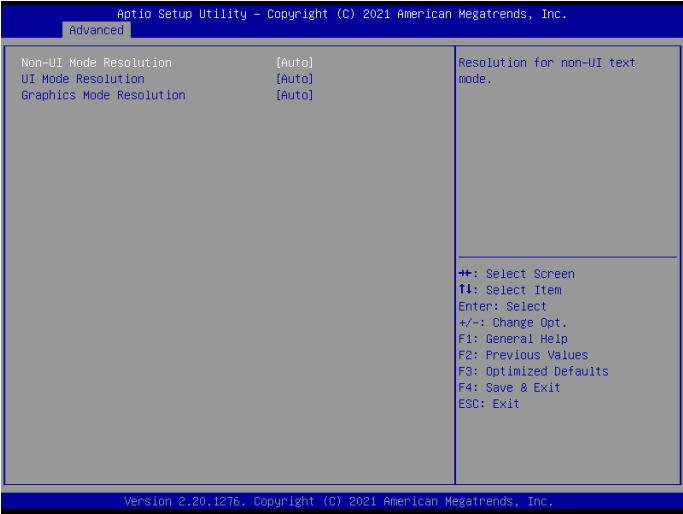 Aptio Setup Utility – Copyright (C) 2021 American Megatrends, Inc.
Advanced
Non-UI Mode Resolution [Auto]
UI Mode Resolution [Auto]
Graphics Mode Resolution [Auto]
Resolution for non-UI text
mode.
→←: Select Screen
↑↓: Select Item
Enter: Select
+/-: Change Opt.
F1: General Help
F2: Previous Values
F3: Optimized Defaults
F4: Save & Exit
ESC: Exit
Version 2.20.1276. Copyright (C) 2021 American Megatrends, Inc.